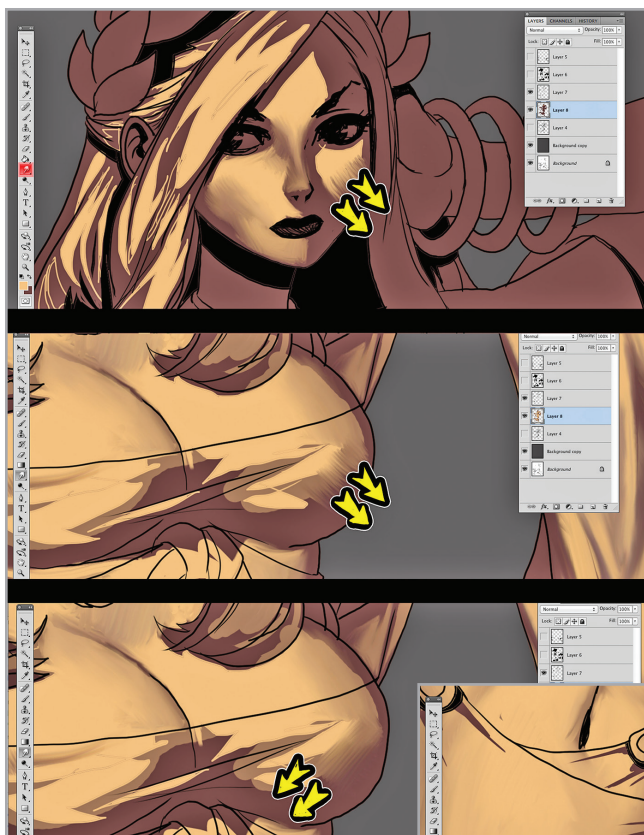 LAYERS CHANNELS HISTORY
Normal Opacity: 100%
Lock: Fill: 100%
Layer 5
Layer 6
Layer 7
Layer 8
Layer 4
Background copy
Background
fx
T
Normal Opacity: 100%
Lock: Fill: 100%
Layer 5
Layer 6
Layer 7
Layer 8
Layer 4
Background copy
Background
fx
T
Normal Opacity: 100%
Lock: Fill: 100%
Layer 5
Layer 6
Layer 7
T
T